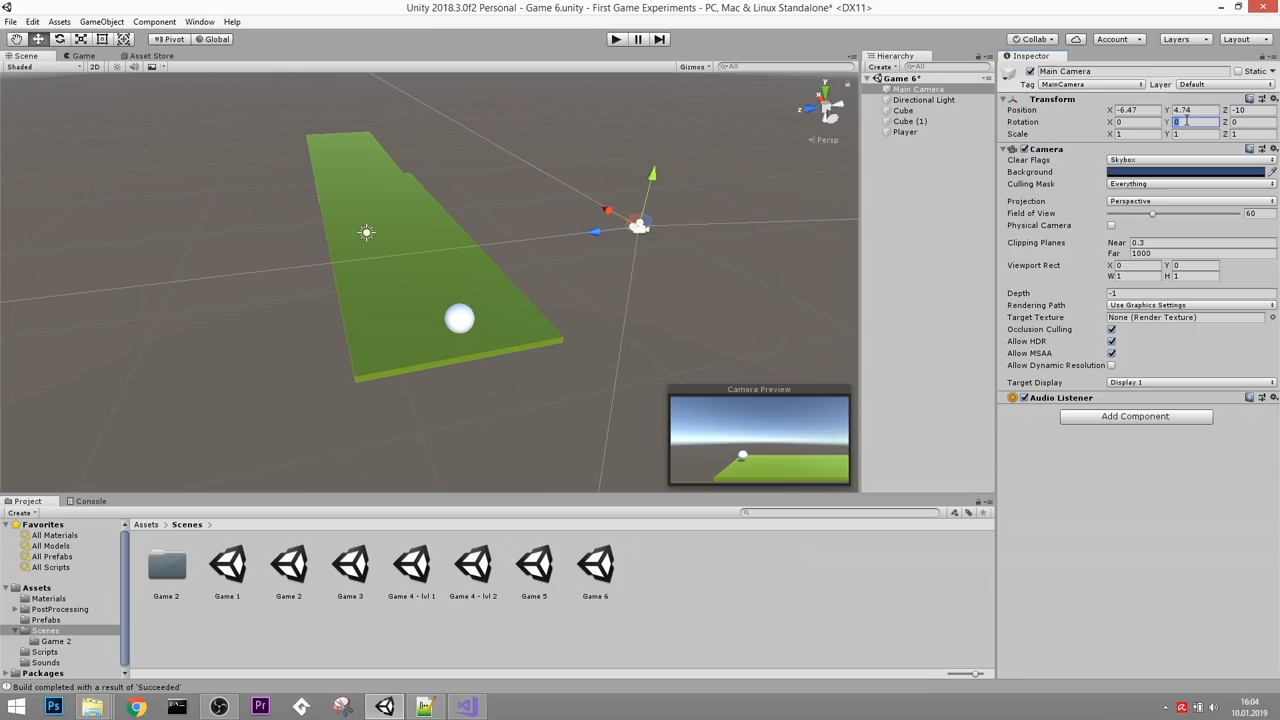 Unity 2018.3.0f2 Personal - Game 6.unity - First Game Experiments - PC, Mac & Linux Standalone* <DX11>
File Edit Assets GameObject Component Window Help
Pivot Global Collab Account Layers Layout
Scene Game Asset Store
Shaded 2D Gizmos All
y
x
z
Persp
Camera Preview
Hierarchy
Create All
Game 6*
Main Camera
Directional Light
Cube
Cube (1)
Player
Inspector
Main Camera Static
Tag MainCamera Layer Default
Transform
Position X -6.47 Y 4.74 Z -10
Rotation X 0 Y 0 Z 0
Scale X 1 Y 1 Z 1
Camera
Clear Flags Skybox
Background
Culling Mask Everything
Projection Perspective
Field of View 60
Physical Camera
Clipping Planes Near 0.3
Far 1000
Viewport Rect X 0 Y 0
W 1 H 1
Depth -1
Rendering Path Use Graphics Settings
Target Texture None (Render Texture)
Occlusion Culling
Allow HDR
Allow MSAA
Allow Dynamic Resolution
Target Display Display 1
Audio Listener
Add Component
Project Console
Create
Favorites
All Materials
All Models
All Prefabs
All Scripts
Assets
Materials
PostProcessing
Prefabs
Scenes
Game 2
Scripts
Sounds
Packages
Assets Scenes
Game 2 Game 1 Game 2 Game 3 Game 4 - lvl 1 Game 4 - lvl 2 Game 5 Game 6
Build completed with a result of 'Succeeded'
Ps Pr
16:04
10.01.2019